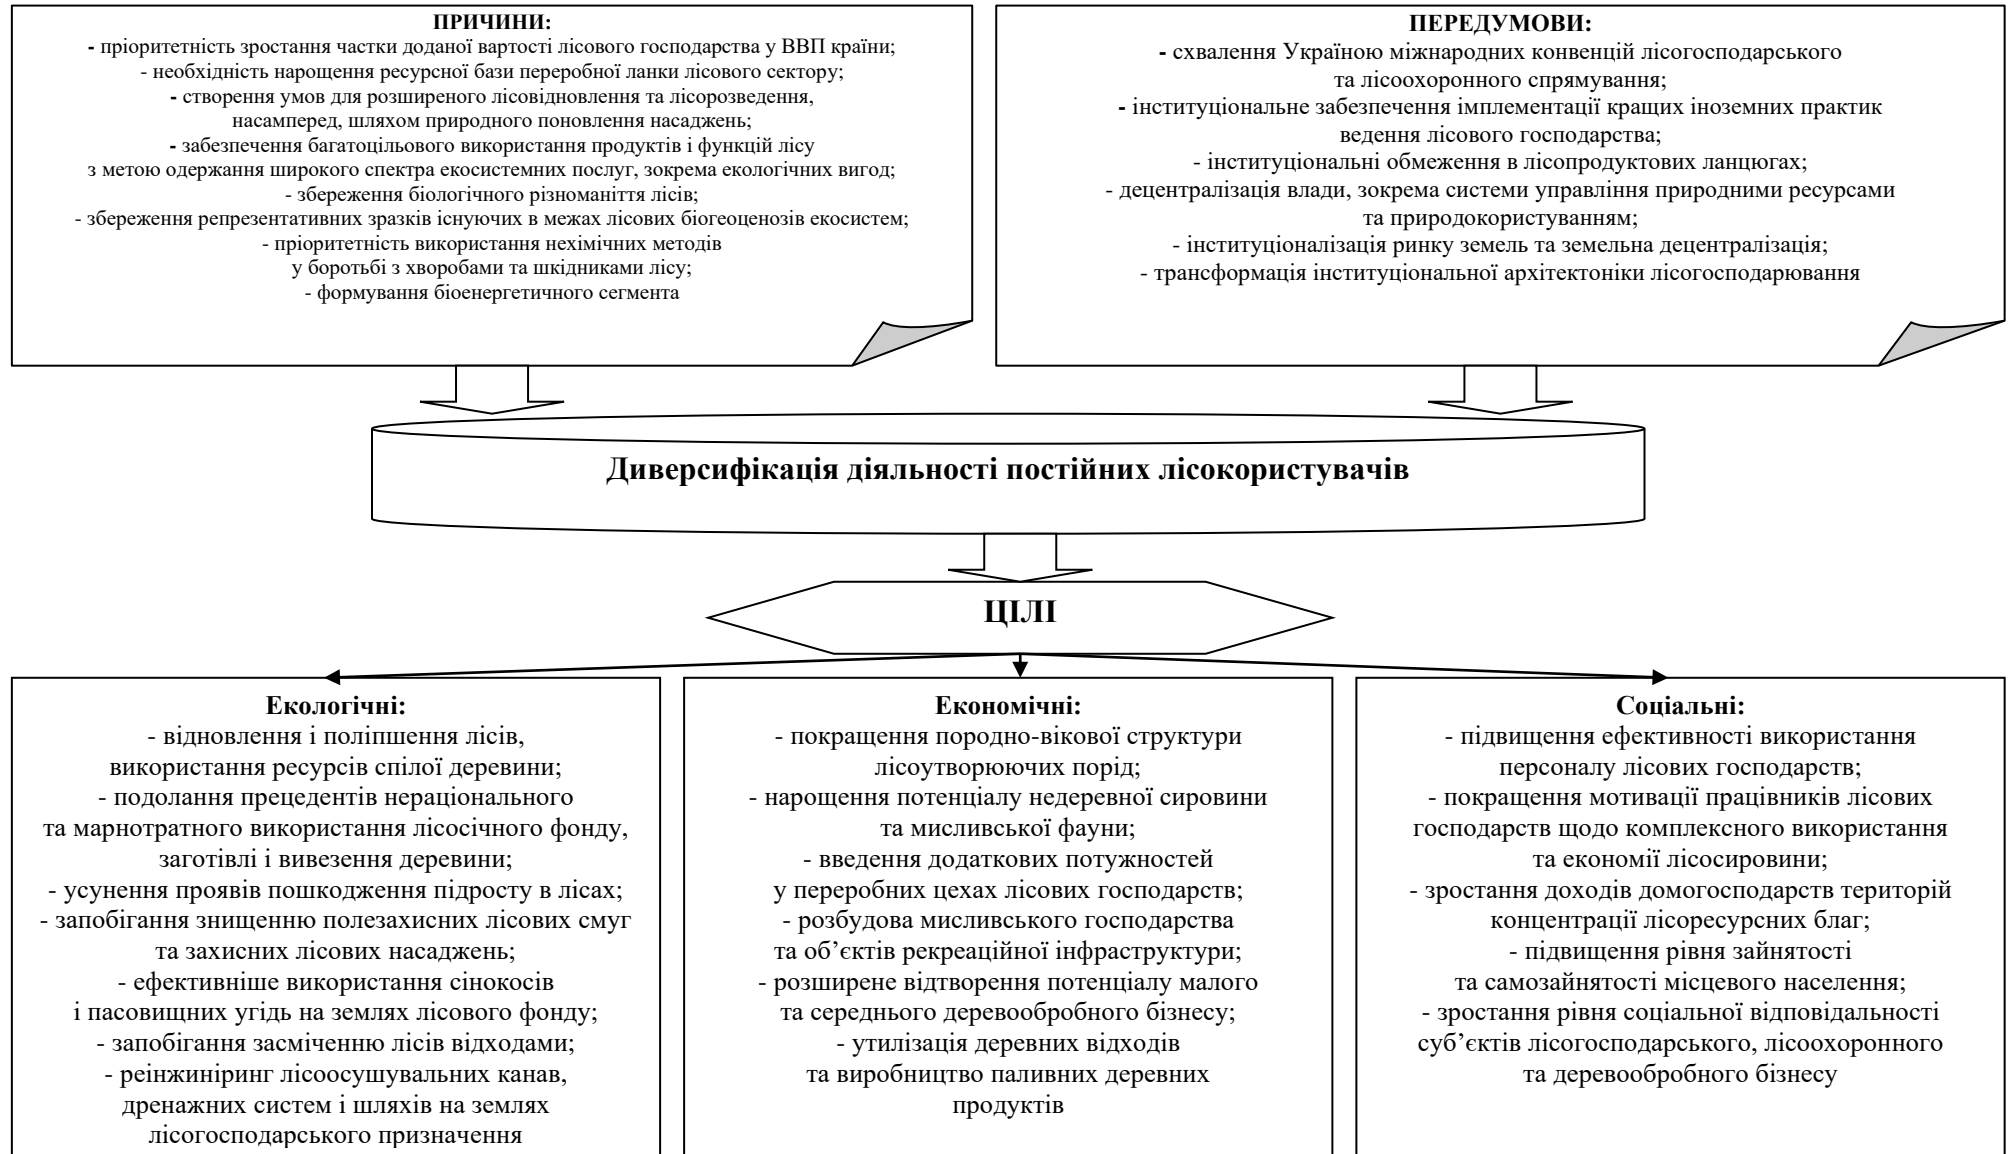 ПРИЧИНИ:
- пріоритетність зростання частки доданої вартості лісового господарства у ВВП країни;
- необхідність нарощення ресурсної бази переробної ланки лісового сектору;
- створення умов для розширеного лісовідновлення та лісорозведення,
насамперед, шляхом природного поновлення насаджень;
- забезпечення багатоцільового використання продуктів і функцій лісу
з метою одержання широкого спектра екосистемних послуг, зокрема екологічних вигод;
- збереження біологічного різноманіття лісів;
- збереження репрезентативних зразків існуючих в межах лісових біогеоценозів екосистем;
- пріоритетність використання нехімічних методів
у боротьбі з хворобами та шкідниками лісу;
- формування біоенергетичного сегмента
ПЕРЕДУМОВИ:
- схвалення Україною міжнародних конвенцій лісогосподарського
та лісоохоронного спрямування;
- інституціональне забезпечення імплементації кращих іноземних практик
ведення лісового господарства;
- інституціональні обмеження в лісопродуктових ланцюгах;
- децентралізація влади, зокрема системи управління природними ресурсами
та природокористуванням;
- інституціоналізація ринку земель та земельна децентралізація;
- трансформація інституціональної архітектоніки лісогосподарювання
Диверсифікація діяльності постійних лісокористувачів
ЦІЛІ
Екологічні:
- відновлення і поліпшення лісів,
використання ресурсів спілої деревини;
- подолання прецедентів нераціонального
та марнотратного використання лісосічного фонду,
заготівлі і вивезення деревини;
- усунення проявів пошкодження підросту в лісах;
- запобігання знищенню полезахисних лісових смуг
та захисних лісових насаджень;
- ефективніше використання сінокосів
і пасовищних угідь на землях лісового фонду;
- запобігання засміченню лісів відходами;
- реінжиніринг лісоосушувальних канав,
дренажних систем і шляхів на землях
лісогосподарського призначення
Економічні:
- покращення породно-вікової структури
лісоутворюючих порід;
- нарощення потенціалу недеревної сировини
та мисливської фауни;
- введення додаткових потужностей
у переробних цехах лісових господарств;
- розбудова мисливського господарства
та об’єктів рекреаційної інфраструктури;
- розширене відтворення потенціалу малого
та середнього деревообробного бізнесу;
- утилізація деревних відходів
та виробництво паливних деревних
продуктів
Соціальні:
- підвищення ефективності використання
персоналу лісових господарств;
- покращення мотивації працівників лісових
господарств щодо комплексного використання
та економії лісосировини;
- зростання доходів домогосподарств територій
концентрації лісоресурсних благ;
- підвищення рівня зайнятості
та самозайнятості місцевого населення;
- зростання рівня соціальної відповідальності
суб’єктів лісогосподарського, лісоохоронного
та деревообробного бізнесу